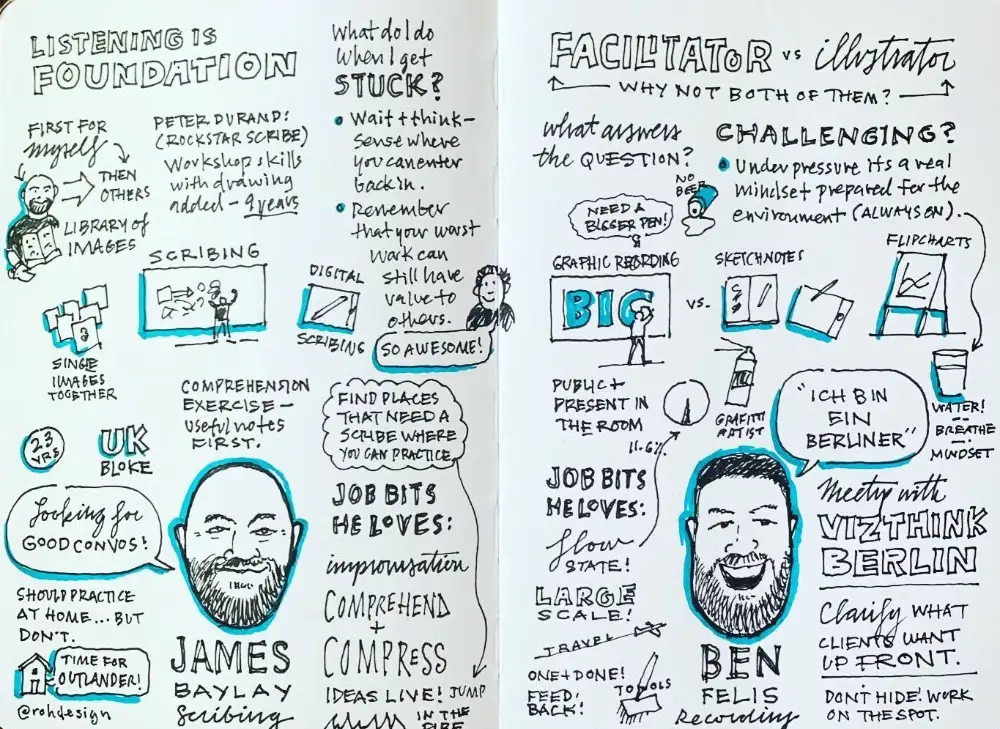 LISTENING IS
FOUNDATION
FIRST FOR
myself
THEN
OTHERS
LIBRARY OF
IMAGES
PETER DURAND!
(ROCKSTAR SCRIBE)
Workshop skills
with drawing
added - 9 years
What do I do
When I get
STUCK?
Wait + think -
sense where
you can enter
back in.
Remember
that your worst
work can
still have
value to
others.
SO AWESOME!
SCRIBING
DIGITAL
SCRIBING
SINGLE
IMAGES
TOGETHER
COMPREHENSION
EXERCISE -
useful notes
FIRST.
FIND PLACES
THAT NEED A
SCRIBE WHERE
YOU CAN PRACTICE
23
YRS
UK
BLOKE
Looking for
GOOD CONVOS!
SHOULD PRACTICE
AT HOME... BUT
DON'T.
TIME FOR
OUTLANDER!
@rohdesign
JAMES
BAYLAY
Scribing
JOB BITS
HE LOVES:
improvisation
COMPREHEND
+
COMPRESS
IDEAS LIVE!
JUMP
IN THE
FIRE
FACILITATOR vs illustrator
WHY NOT BOTH OF THEM?
what answers
the QUESTION?
CHALLENGING?
Under pressure its a real
mindset prepared for the
environment (ALWAYS ON).
NO
BEER
NEED A
BIGGER PEN!
GRAPHIC RECORDING
BIG
vs.
SKETCHNOTES
FLIPCHARTS
PUBLIC +
PRESENT IN
THE ROOM
11.6%
GRAFITTI
ARTIST
"ICH BIN
EIN
BERLINER"
WATER!
BREATHE
MINDSET
JOB BITS
HE LOVES:
flow
STATE!
LARGE
SCALE!
TRAVEL
ONE + DONE!
FEED!
BACK!
TOOLS
BEN
FELIS
Recording
Meetup with
VIZTHINK
BERLIN
Clarify WHAT
CLIENTS WANT
UP FRONT.
DON'T HIDE! WORK
ON THE SPOT.